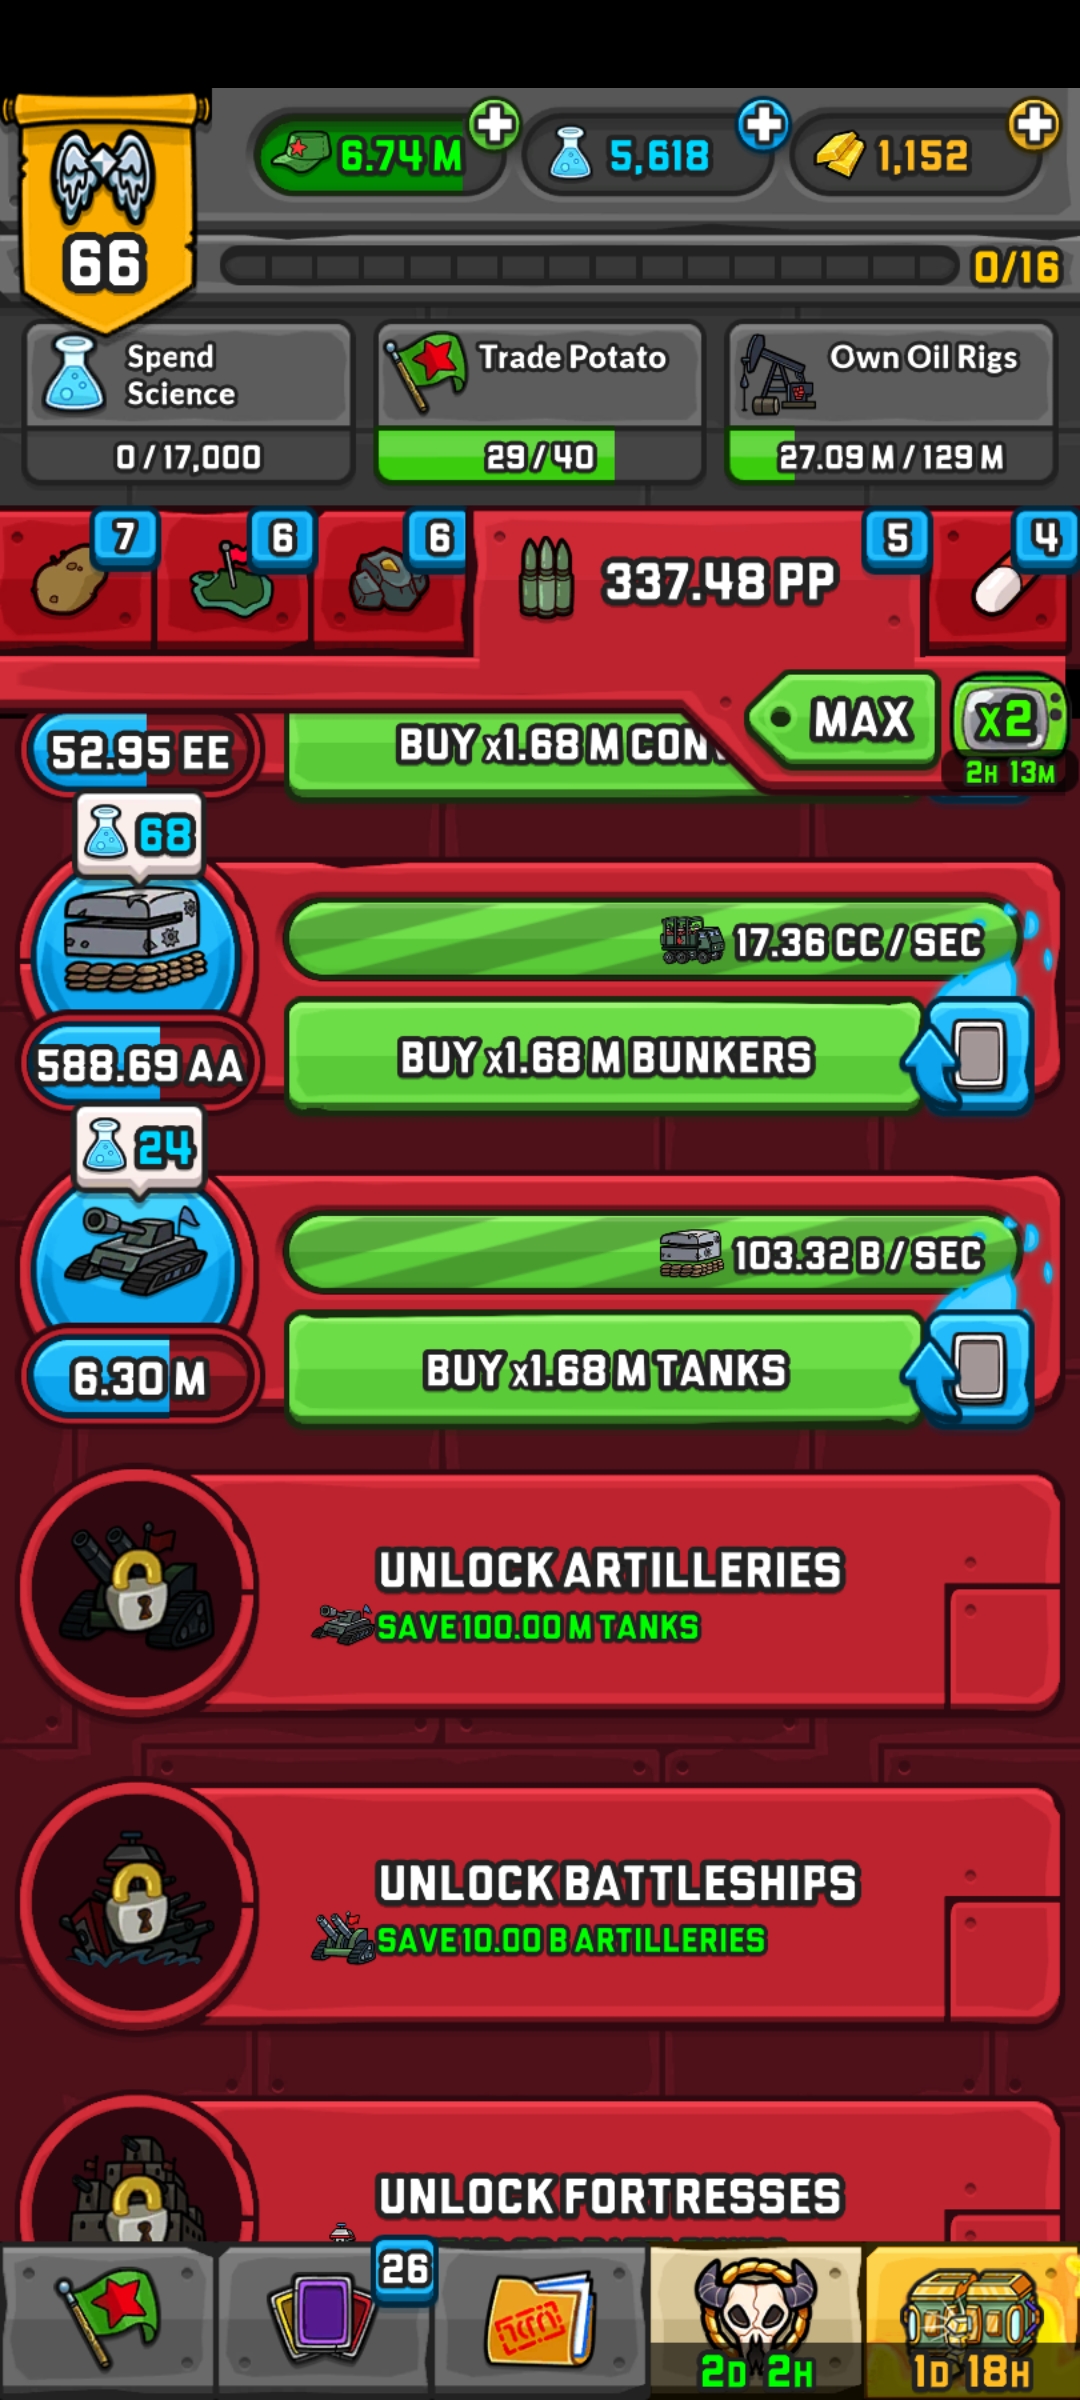 6.74 M
5,618
1,152
66
0/16
Spend
Science
0 / 17,000
Trade Potato
29 / 40
Own Oil Rigs
27.09 M / 129 M
7
6
6
337.48 PP
5
4
MAX
x2
2H 13M
52.95 EE
BUY x1.68 M CON
68
17.36 CC / SEC
588.69 AA
BUY x1.68 M BUNKERS
24
103.32 B / SEC
6.30 M
BUY x1.68 M TANKS
UNLOCK ARTILLERIES
SAVE 100.00 M TANKS
UNLOCK BATTLESHIPS
SAVE 10.00 B ARTILLERIES
UNLOCK FORTRESSES
26
2D 2H
1D 18H